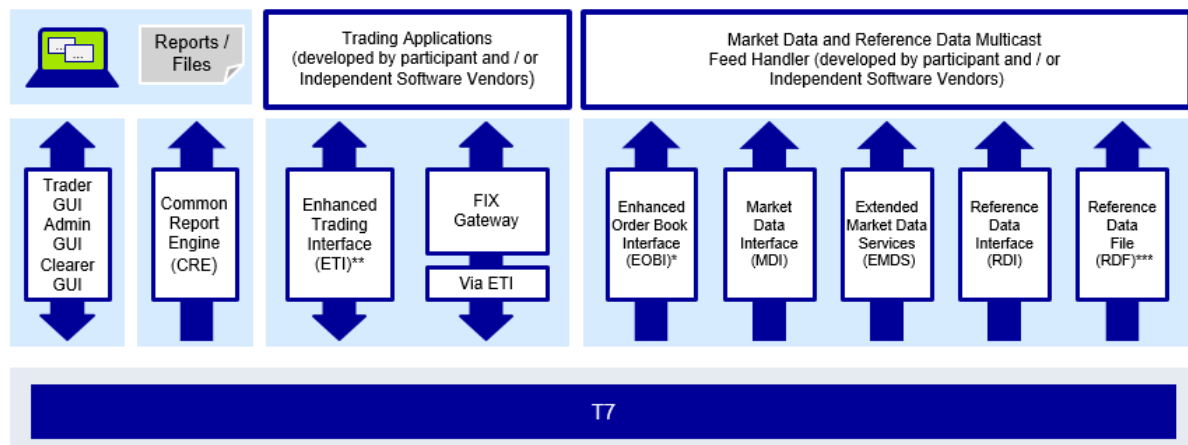 ...
...
Reports /
Files
Trading Applications
(developed by participant and / or
Independent Software Vendors)
Market Data and Reference Data Multicast
Feed Handler (developed by participant and / or
Independent Software Vendors)
Trader
GUI
Admin
GUI
Clearer
GUI
Common
Report
Engine
(CRE)
Enhanced
Trading
Interface
(ETI)**
FIX
Gateway
Via ETI
Enhanced
Order Book
Interface
(EOBI)*
Market
Data
Interface
(MDI)
Extended
Market Data
Services
(EMDS)
Reference
Data
Interface
(RDI)
Reference
Data
File
(RDF)***
T7